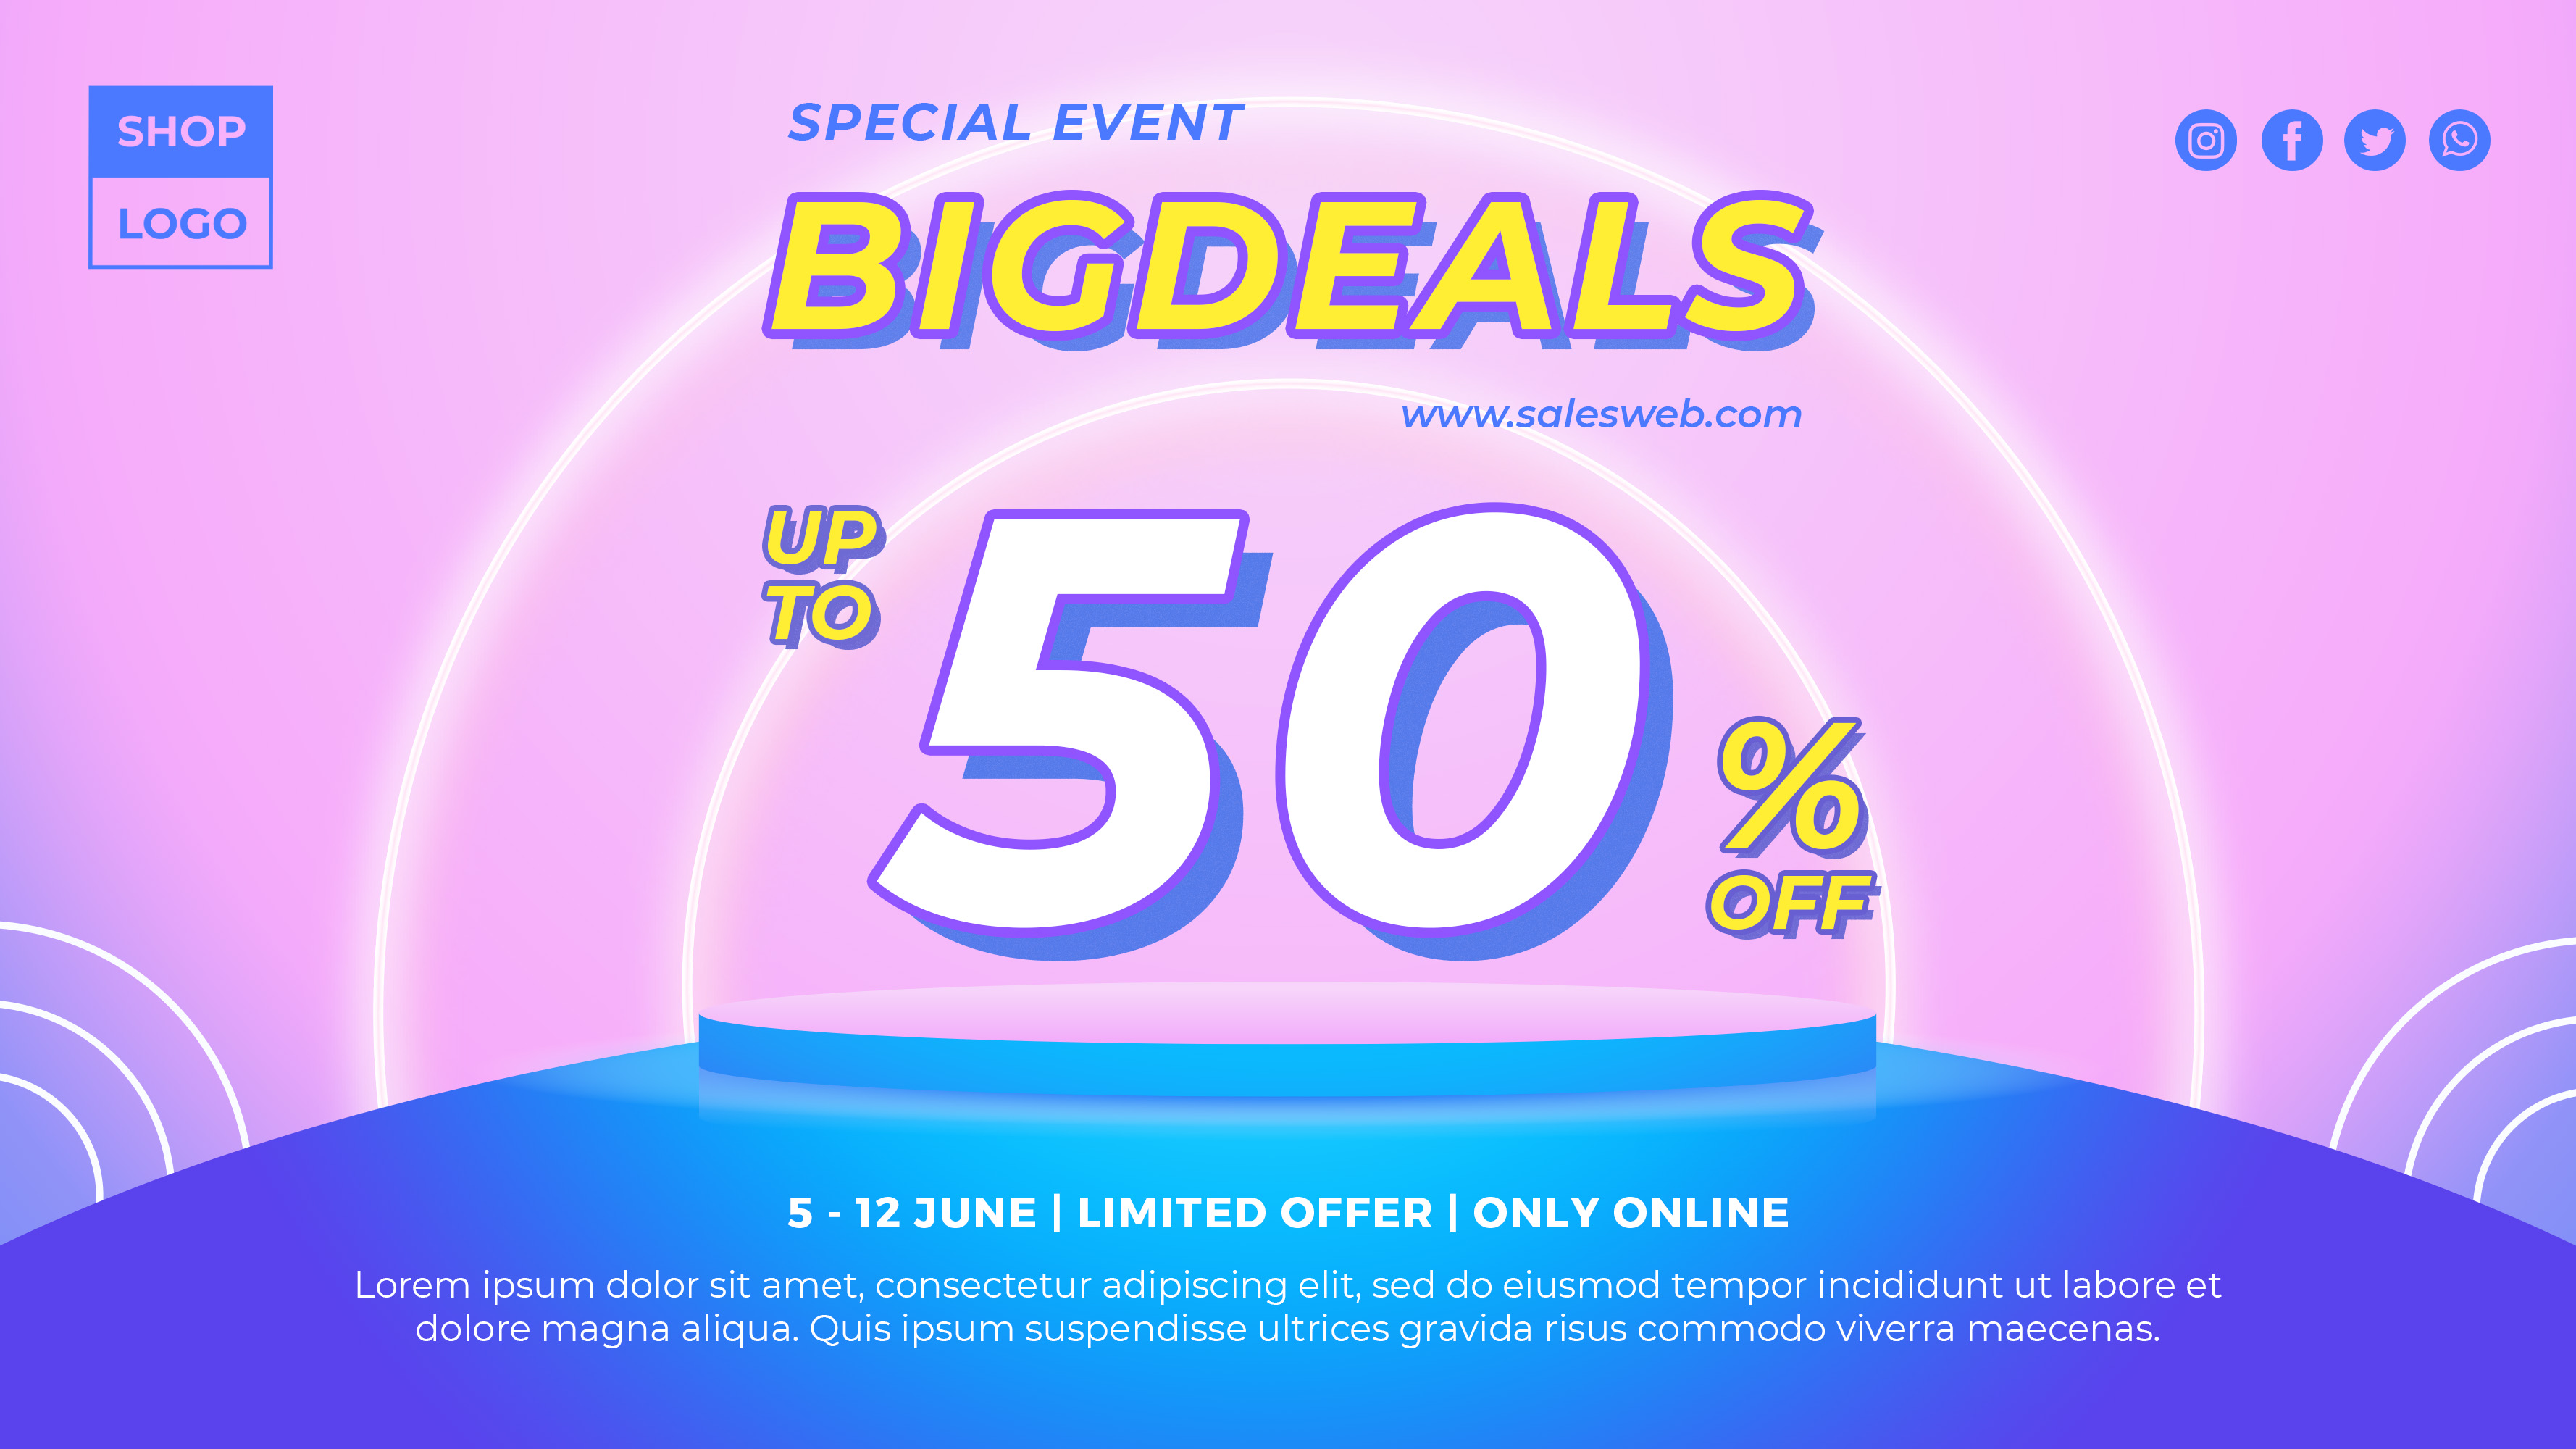 SHOP
LOGO
SPECIAL EVENT
BIGDEALS
www.salesweb.com
UP
TO
50
%
OFF
5 - 12 JUNE | LIMITED OFFER | ONLY ONLINE
Lorem ipsum dolor sit amet, consectetur adipiscing elit, sed do eiusmod tempor incididunt ut labore et
dolore magna aliqua. Quis ipsum suspendisse ultrices gravida risus commodo viverra maecenas.